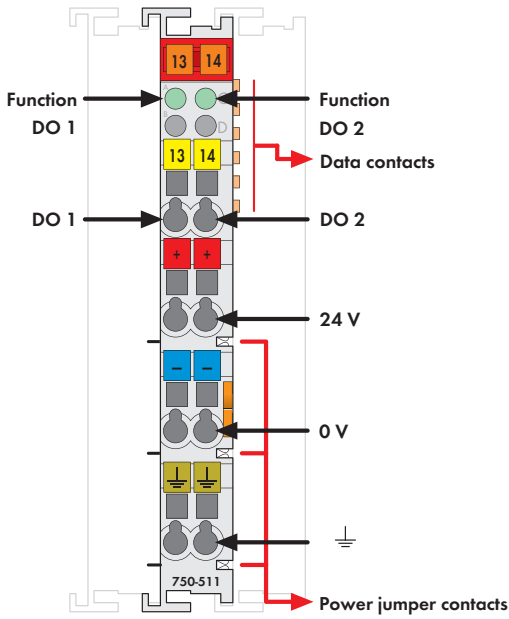 13 14
A C
Function Function
DO 1 B D DO 2
13 14
Data contacts
DO 1 DO 2
+ +
24 V
– –
0 V
750-511
Power jumper contacts